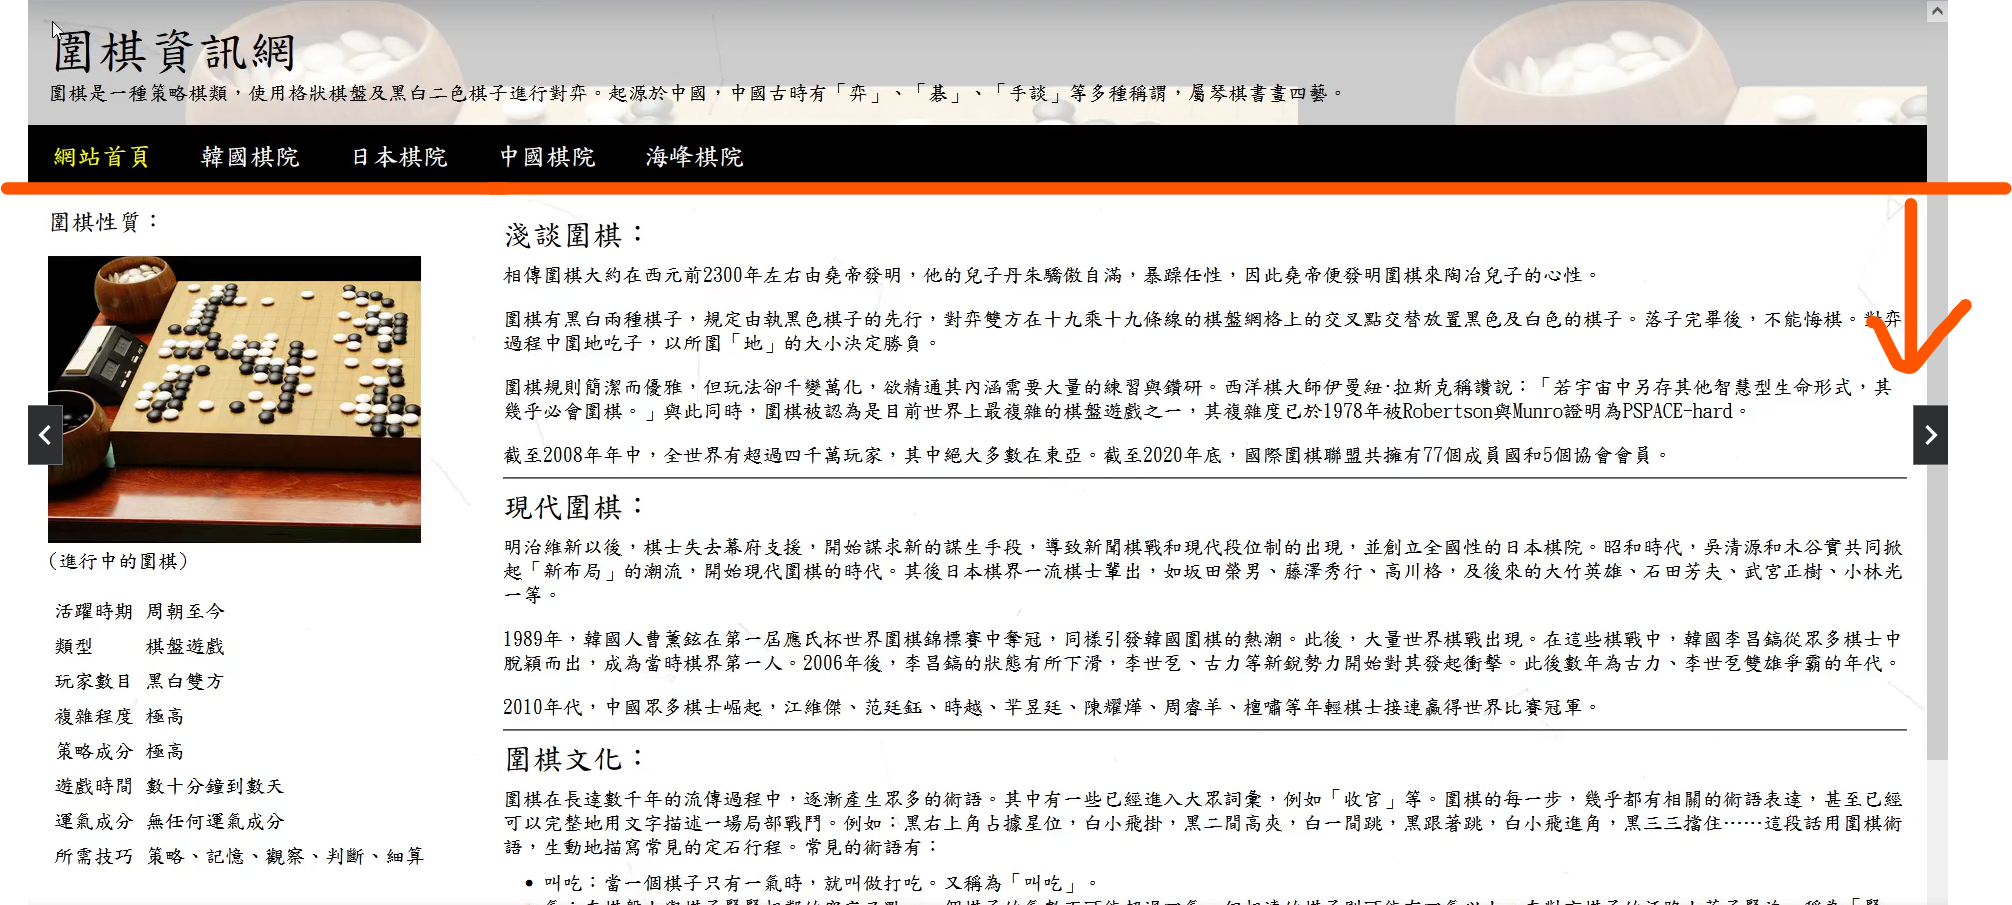 圍棋資訊網
圍棋是一種策略棋類，使用格狀棋盤及黑白二色棋子進行對弈。起源於中國，中國古時有「弈」、「碁」、「手談」等多種稱謂，屬琴棋書畫四藝。
網站首頁 韓國棋院 日本棋院 中國棋院 海峰棋院
圍棋性質：
(進行中的圍棋)
活躍時期 周朝至今
類型 棋盤遊戲
玩家數目 黑白雙方
複雜程度 極高
策略成分 極高
遊戲時間 數十分鐘到數天
運氣成分 無任何運氣成分
所需技巧 策略、記憶、觀察、判斷、細算
淺談圍棋：
相傳圍棋大約在西元前2300年左右由堯帝發明，他的兒子丹朱驕傲自滿，暴躁任性，因此堯帝便發明圍棋來陶冶兒子的心性。
圍棋有黑白兩種棋子，規定由執黑色棋子的先行，對弈雙方在十九乘十九條線的棋盤網格上的交叉點交替放置黑色及白色的棋子。落子完畢後，不能悔棋。對弈
過程中圍地吃子，以所圍「地」的大小決定勝負。
圍棋規則簡潔而優雅，但玩法卻千變萬化，欲精通其內涵需要大量的練習與鑽研。西洋棋大師伊曼紐·拉斯克稱讚說：「若宇宙中另存其他智慧型生命形式，其
幾乎必會圍棋。」與此同時，圍棋被認為是目前世界上最複雜的棋盤遊戲之一，其複雜度已於1978年被Robertson與Munro證明為PSPACE-hard。
截至2008年年中，全世界有超過四千萬玩家，其中絕大多數在東亞。截至2020年底，國際圍棋聯盟共擁有77個成員國和5個協會會員。
現代圍棋：
明治維新以後，棋士失去幕府支援，開始謀求新的謀生手段，導致新聞棋戰和現代段位制的出現，並創立全國性的日本棋院。昭和時代，吳清源和木谷實共同掀
起「新布局」的潮流，開始現代圍棋的時代。其後日本棋界一流棋士輩出，如坂田榮男、藤澤秀行、高川格，及後來的大竹英雄、石田芳夫、武宮正樹、小林光
一等。
1989年，韓國人曹薰鉉在第一屆應氏杯世界圍棋錦標賽中奪冠，同樣引發韓國圍棋的熱潮。此後，大量世界棋戰出現。在這些棋戰中，韓國李昌鎬從眾多棋士中
脫穎而出，成為當時棋界第一人。2006年後，李昌鎬的狀態有所下滑，李世乭、古力等新銳勢力開始對其發起衝擊。此後數年為古力、李世乭雙雄爭霸的年代。
2010年代，中國眾多棋士崛起，江維傑、范廷鈺、時越、羋昱廷、陳耀燁、周睿羊、檀嘯等年輕棋士接連贏得世界比賽冠軍。
圍棋文化：
圍棋在長達數千年的流傳過程中，逐漸產生眾多的術語。其中有一些已經進入大眾詞彙，例如「收官」等。圍棋的每一步，幾乎都有相關的術語表達，甚至已經
可以完整地用文字描述一場局部戰鬥。例如：黑右上角占據星位，白小飛掛，黑二間高夾，白一間跳，黑跟著跳，白小飛進角，黑三三擋住……這段話用圍棋術
語，生動地描寫常見的定石行程。常見的術語有：
• 叫吃：當一個棋子只有一氣時，就叫做打吃。又稱為「叫吃」。